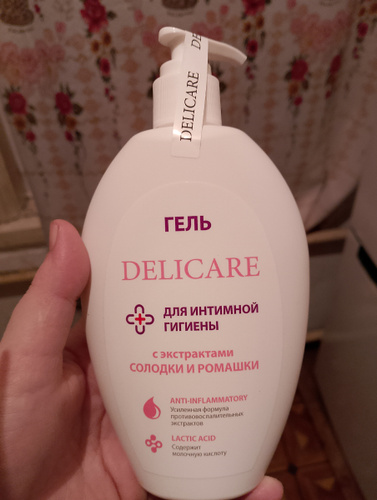 DE
DELICARE
ГЕЛЬ
DELICARE
ДЛЯ ИНТИМНОЙ
ГИГИЕНЫ
с экстрактами
СОЛОДКИ И РОМАШКИ
ANTI-INFLAMMATORY
Усиленная формула
противовоспалительных
экстрактов
LACTIC ACID
Содержит
молочную кислоту